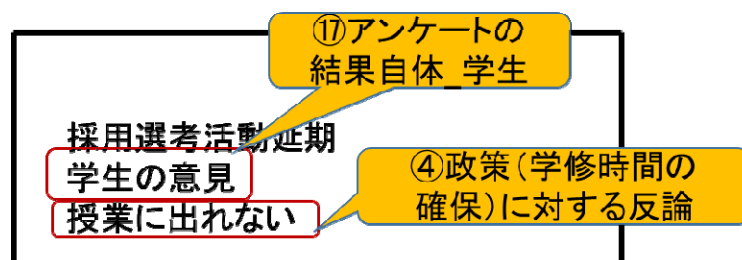 ⑰アンケートの
結果自体_学生
採用選考活動延期
学生の意見
授業に出れない
④政策(学修時間の
確保)に対する反論